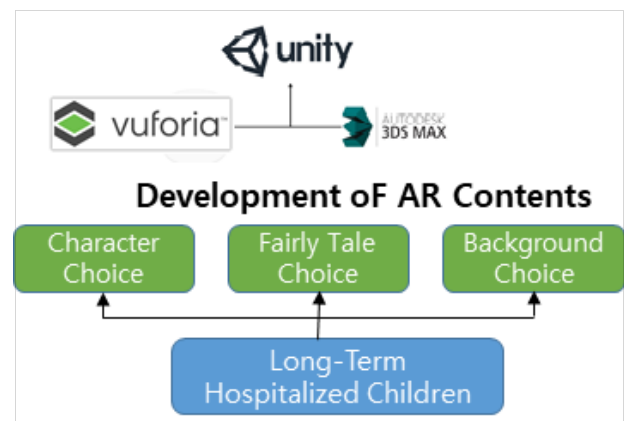 unity
vuforia™
AUTODESK
3DS MAX
Development oF AR Contents
Character
Choice
Fairly Tale
Choice
Background
Choice
Long-Term
Hospitalized Children